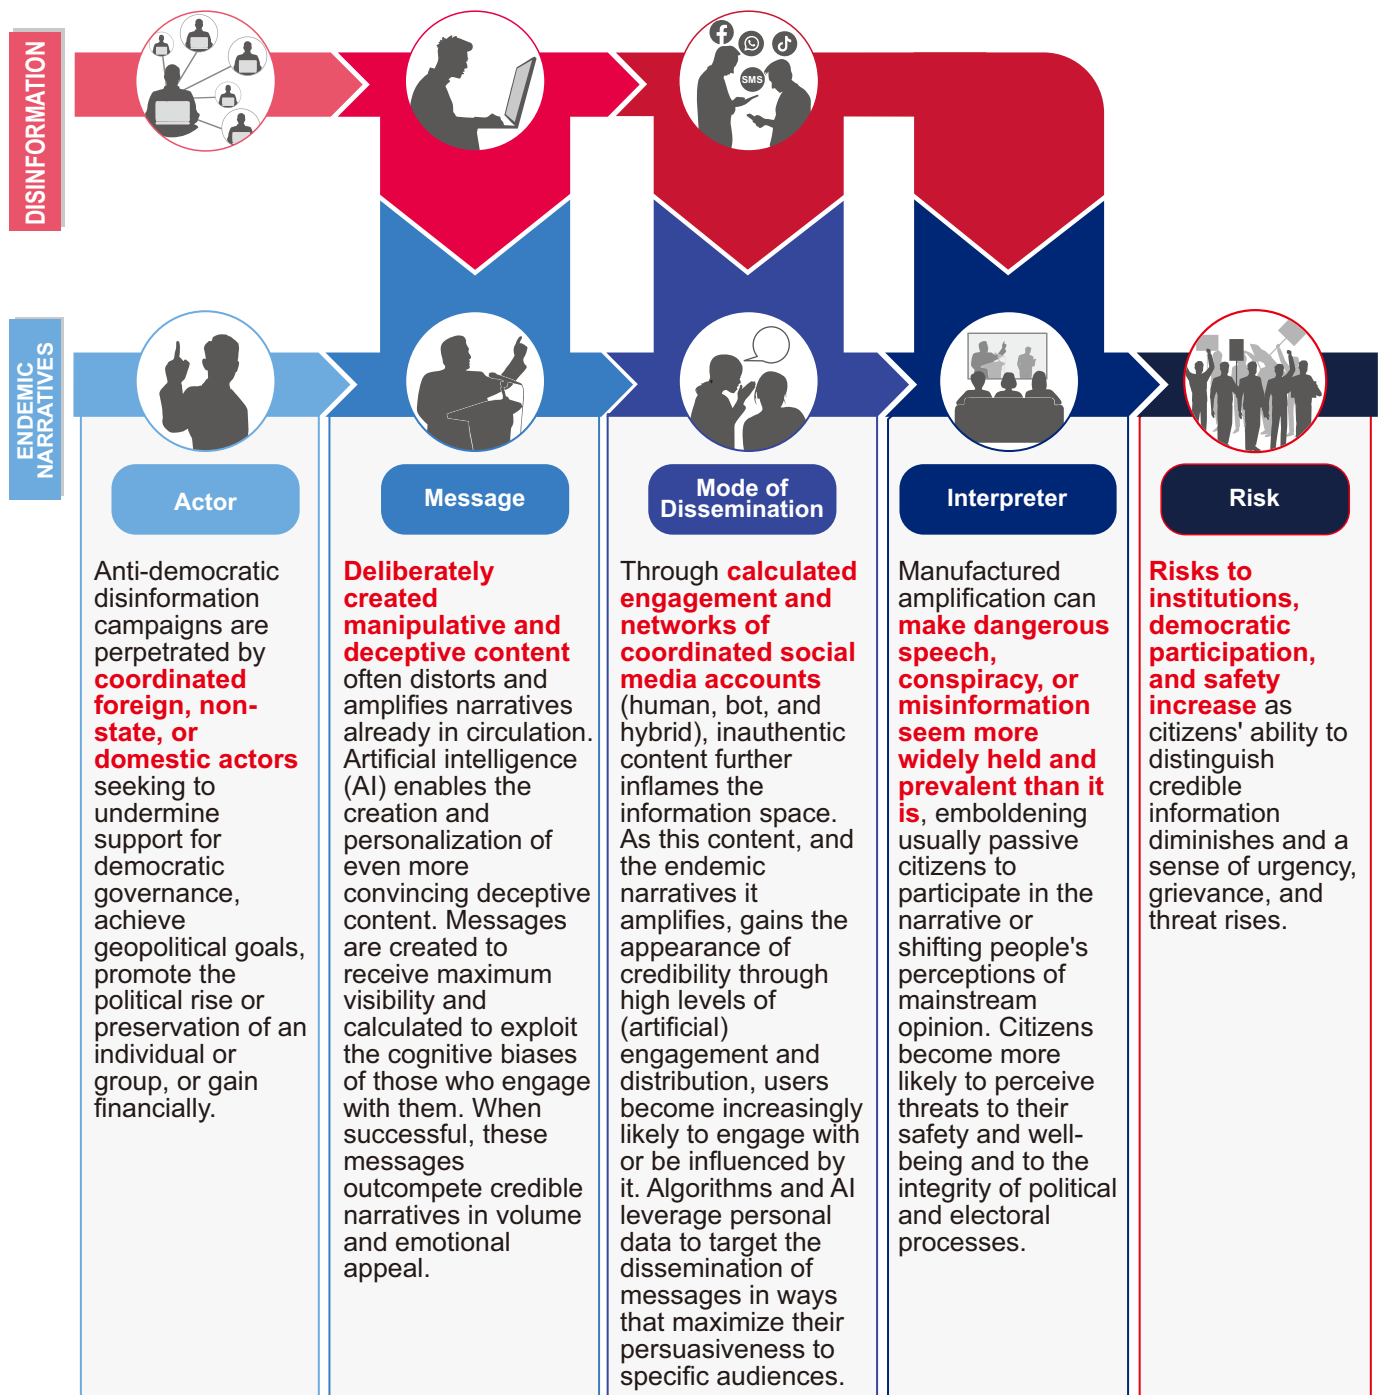 DISINFORMATION
SMS
ENDEMIC
NARRATIVES
Actor
Anti-democratic
disinformation
campaigns are
perpetrated by
coordinated
foreign, non-
state, or
domestic actors
seeking to
undermine
support for
democratic
governance,
achieve
geopolitical goals,
promote the
political rise or
preservation of an
individual or
group, or gain
financially.
Message
Deliberately
created
manipulative and
deceptive content
often distorts and
amplifies narratives
already in circulation.
Artificial intelligence
(AI) enables the
creation and
personalization of
even more
convincing deceptive
content. Messages
are created to
receive maximum
visibility and
calculated to exploit
the cognitive biases
of those who engage
with them. When
successful, these
messages
outcompete credible
narratives in volume
and emotional
appeal.
Mode of
Dissemination
Through calculated
engagement and
networks of
coordinated social
media accounts
(human, bot, and
hybrid), inauthentic
content further
inflames the
information space.
As this content, and
the endemic
narratives it
amplifies, gains the
appearance of
credibility through
high levels of
(artificial)
engagement and
distribution, users
become increasingly
likely to engage with
or be influenced by
it. Algorithms and AI
leverage personal
data to target the
dissemination of
messages in ways
that maximize their
persuasiveness to
specific audiences.
Interpreter
Manufactured
amplification can
make dangerous
speech,
conspiracy, or
misinformation
seem more
widely held and
prevalent than it
is, emboldening
usually passive
citizens to
participate in the
narrative or
shifting people's
perceptions of
mainstream
opinion. Citizens
become more
likely to perceive
threats to their
safety and well-
being and to the
integrity of political
and electoral
processes.
Risk
Risks to
institutions,
democratic
participation,
and safety
increase as
citizens' ability to
distinguish
credible
information
diminishes and a
sense of urgency,
grievance, and
threat rises.